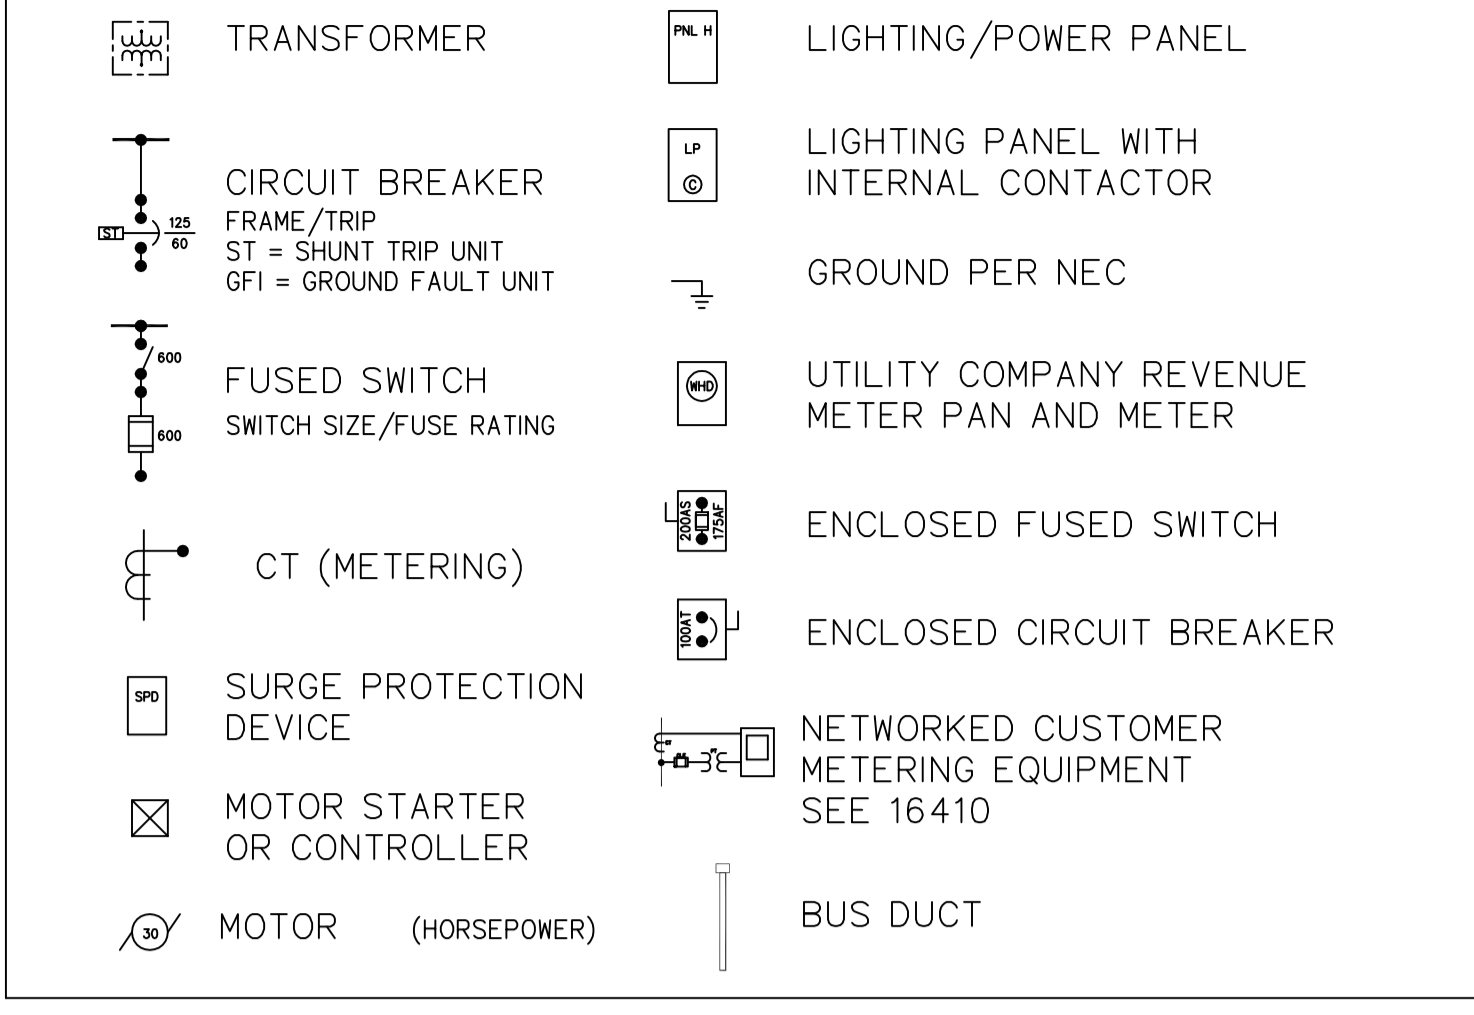 TRANSFORMER
ST
125
60
CIRCUIT BREAKER
FRAME/TRIP
ST = SHUNT TRIP UNIT
GFI = GROUND FAULT UNIT
600
600
FUSED SWITCH
SWITCH SIZE/FUSE RATING
CT (METERING)
SPD
SURGE PROTECTION
DEVICE
MOTOR STARTER
OR CONTROLLER
30
MOTOR (HORSEPOWER)
PNL H
LIGHTING/POWER PANEL
LP
C
LIGHTING PANEL WITH
INTERNAL CONTACTOR
GROUND PER NEC
WHD
UTILITY COMPANY REVENUE
METER PAN AND METER
200AS
175AF
ENCLOSED FUSED SWITCH
100AT
ENCLOSED CIRCUIT BREAKER
CT
PT
NETWORKED CUSTOMER
METERING EQUIPMENT
SEE 16410
BUS DUCT